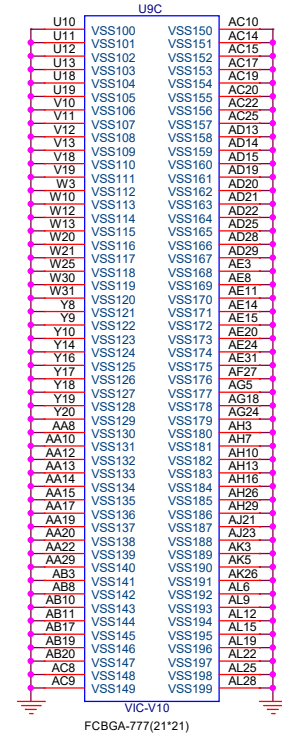 U9C
U10 VSS100 VSS150 AC10
U11 VSS101 VSS151 AC14
U12 VSS102 VSS152 AC15
U13 VSS103 VSS153 AC17
U18 VSS104 VSS154 AC19
U19 VSS105 VSS155 AC20
V10 VSS106 VSS156 AC22
V11 VSS107 VSS157 AC25
V12 VSS108 VSS158 AD13
V13 VSS109 VSS159 AD14
V18 VSS110 VSS160 AD15
V19 VSS111 VSS161 AD19
W3 VSS112 VSS162 AD20
W10 VSS113 VSS163 AD21
W12 VSS114 VSS164 AD22
W13 VSS115 VSS165 AD25
W20 VSS116 VSS166 AD28
W21 VSS117 VSS167 AD29
W25 VSS118 VSS168 AE3
W30 VSS119 VSS169 AE8
W31 VSS120 VSS170 AE11
Y8 VSS121 VSS171 AE14
Y9 VSS122 VSS172 AE15
Y10 VSS123 VSS173 AE20
Y14 VSS124 VSS174 AE24
Y16 VSS125 VSS175 AE31
Y17 VSS126 VSS176 AF27
Y18 VSS127 VSS177 AG5
Y19 VSS128 VSS178 AG18
Y20 VSS129 VSS179 AG24
AA8 VSS130 VSS180 AH3
AA10 VSS131 VSS181 AH7
AA12 VSS132 VSS182 AH10
AA13 VSS133 VSS183 AH13
AA14 VSS134 VSS184 AH16
AA15 VSS135 VSS185 AH26
AA17 VSS136 VSS186 AH29
AA19 VSS137 VSS187 AJ21
AA20 VSS138 VSS188 AJ23
AA22 VSS139 VSS189 AK3
AA29 VSS140 VSS190 AK5
AB3 VSS141 VSS191 AK26
AB8 VSS142 VSS192 AL6
AB10 VSS143 VSS193 AL9
AB11 VSS144 VSS194 AL12
AB17 VSS145 VSS195 AL15
AB19 VSS146 VSS196 AL19
AB20 VSS147 VSS197 AL22
AC8 VSS148 VSS198 AL25
AC9 VSS149 VSS199 AL28
VIC-V10
FCBGA-777(21*21)